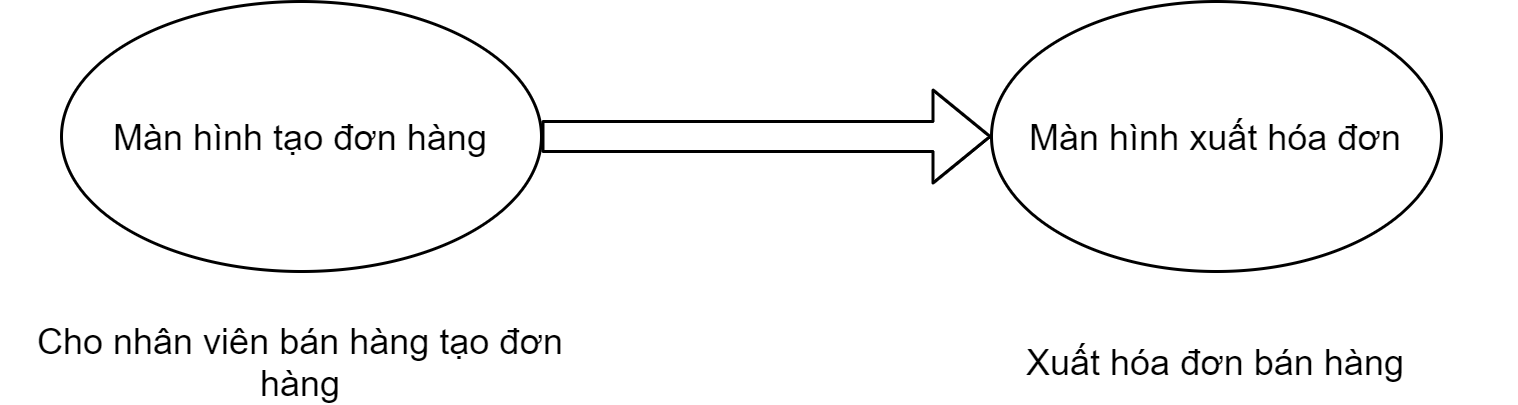 Màn hình tạo đơn hàng
Màn hình xuất hóa đơn
Cho nhân viên bán hàng tạo đơn
hàng
Xuất hóa đơn bán hàng